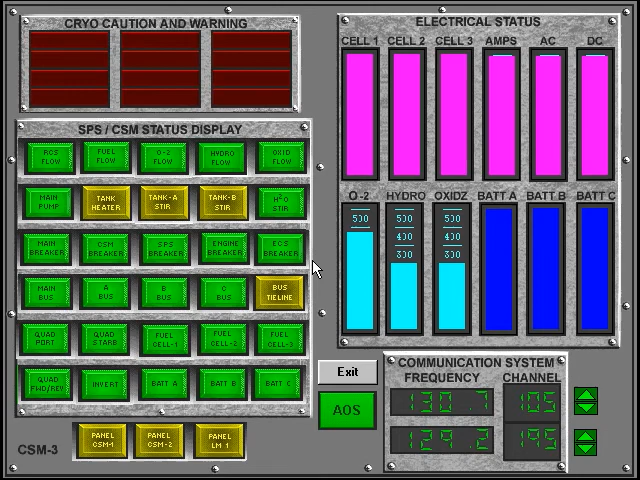 CRYO CAUTION AND WARNING
ELECTRICAL STATUS
CELL 1 CELL 2 CELL 3 AMPS AC DC
SPS / CSM STATUS DISPLAY
RCS FLOW FUEL FLOW O-2 FLOW HYDRO FLOW OXID FLOW
MAIN PUMP TANK HEATER TANK-A STIR TANK-B STIR H²O STIR
O-2 HYDRO OXIDZ BATT A BATT B BATT C
500 500 500
400 400
300 300
MAIN BREAKER CSM BREAKER SPS BREAKER ENGINE BREAKER ECS BREAKER
MAIN BUS A BUS B BUS C BUS BUS TIELINE
QUAD PORT QUAD STARB FUEL CELL-1 FUEL CELL-2 FUEL CELL-3
QUAD FWD/REV INVERT BATT A BATT B BATT C
Exit
AOS
COMMUNICATION SYSTEM
FREQUENCY CHANNEL
130.7 105
129.2 195
CSM-3
PANEL CSM-1 PANEL CSM-2 PANEL LM 1